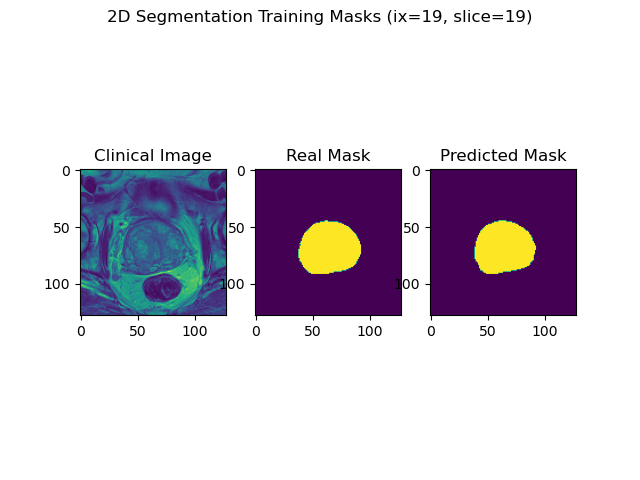 2D Segmentation Training Masks (ix=19, slice=19)
Clinical Image Real Mask Predicted Mask
0 0 0
50 50 50
100 100 100
0 50 100 0 50 100 0 50 100